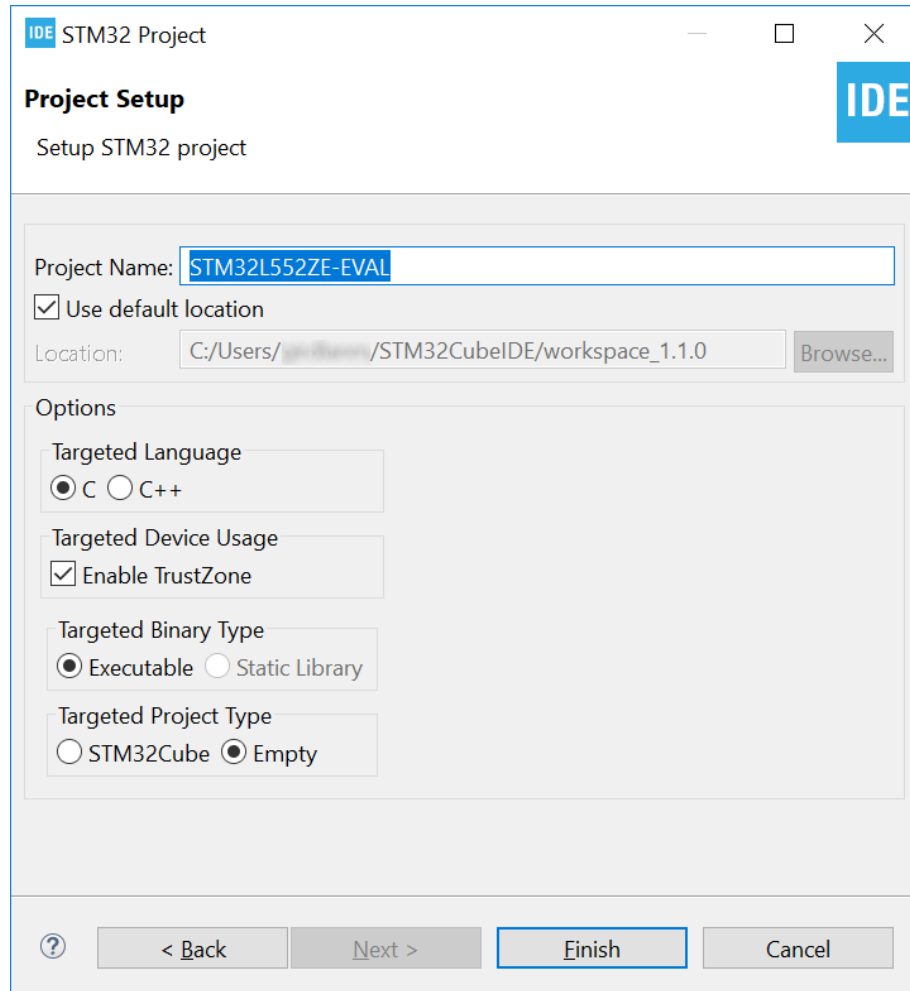 IDE STM32 Project
Project Setup
IDE
Setup STM32 project
Project Name: STM32L552ZE-EVAL
Use default location
Location: C:/Users/ /STM32CubeIDE/workspace_1.1.0 Browse...
Options
Targeted Language
C C++
Targeted Device Usage
Enable TrustZone
Targeted Binary Type
Executable Static Library
Targeted Project Type
STM32Cube Empty
? < Back Next > Finish Cancel